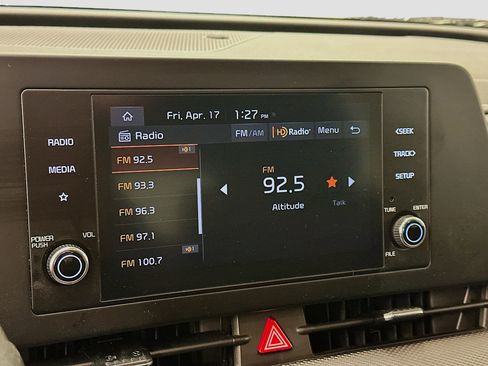 Fri, Apr. 17 1:27 PM
Radio FM/AM HD Radio Menu
FM 92.5
FM 93.3
FM 96.3
FM 97.1
FM 100.7
FM
92.5
Altitude
Talk
RADIO
MEDIA
POWER PUSH
VOL
<SEEK
TRACK>
SETUP
TUNE
ENTER
FILE